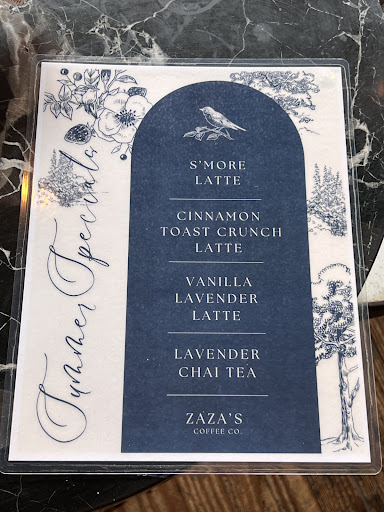 Summer Specials
S'MORE
LATTE
CINNAMON
TOAST CRUNCH
LATTE
VANILLA
LAVENDER
LATTE
LAVENDER
CHAI TEA
ZAZA'S
COFFEE CO.